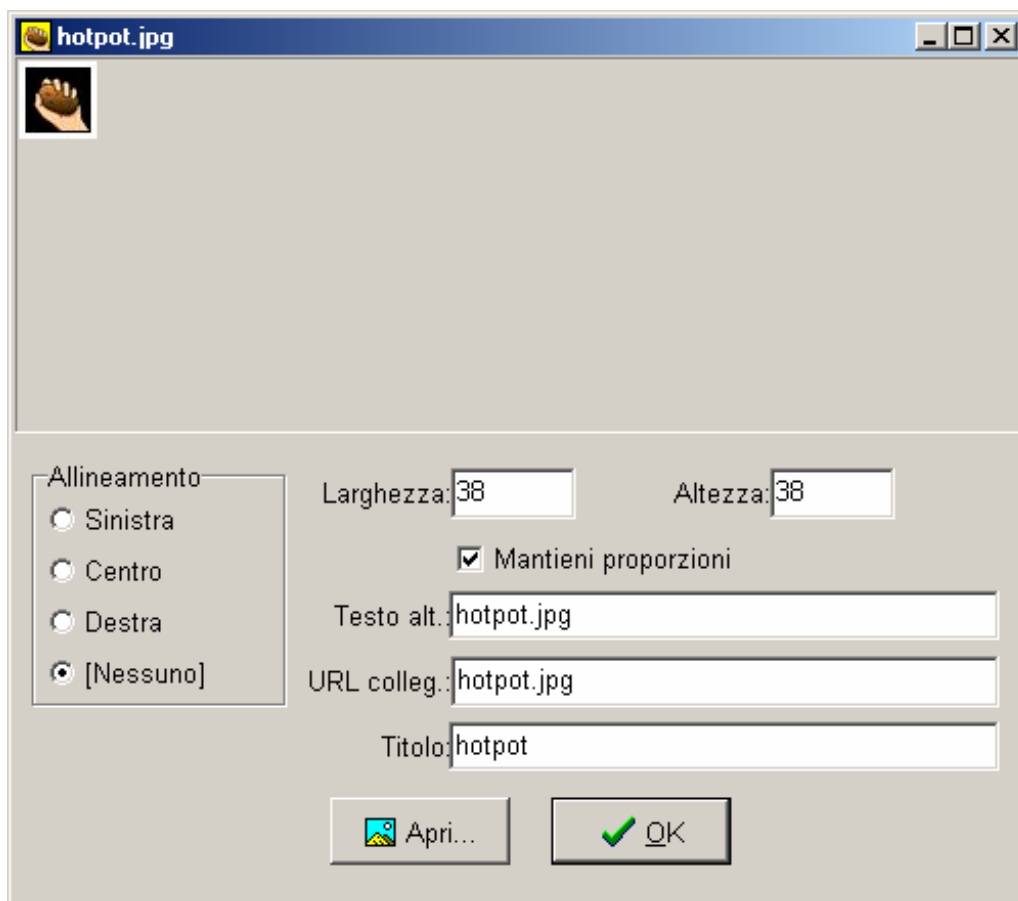 hotpot.jpg
Allineamento
Sinistra
Centro
Destra
[Nessuno]
Larghezza: 38 Altezza: 38
Mantieni proporzioni
Testo alt.: hotpot.jpg
URL colleg.: hotpot.jpg
Titolo: hotpot
Apri... OK